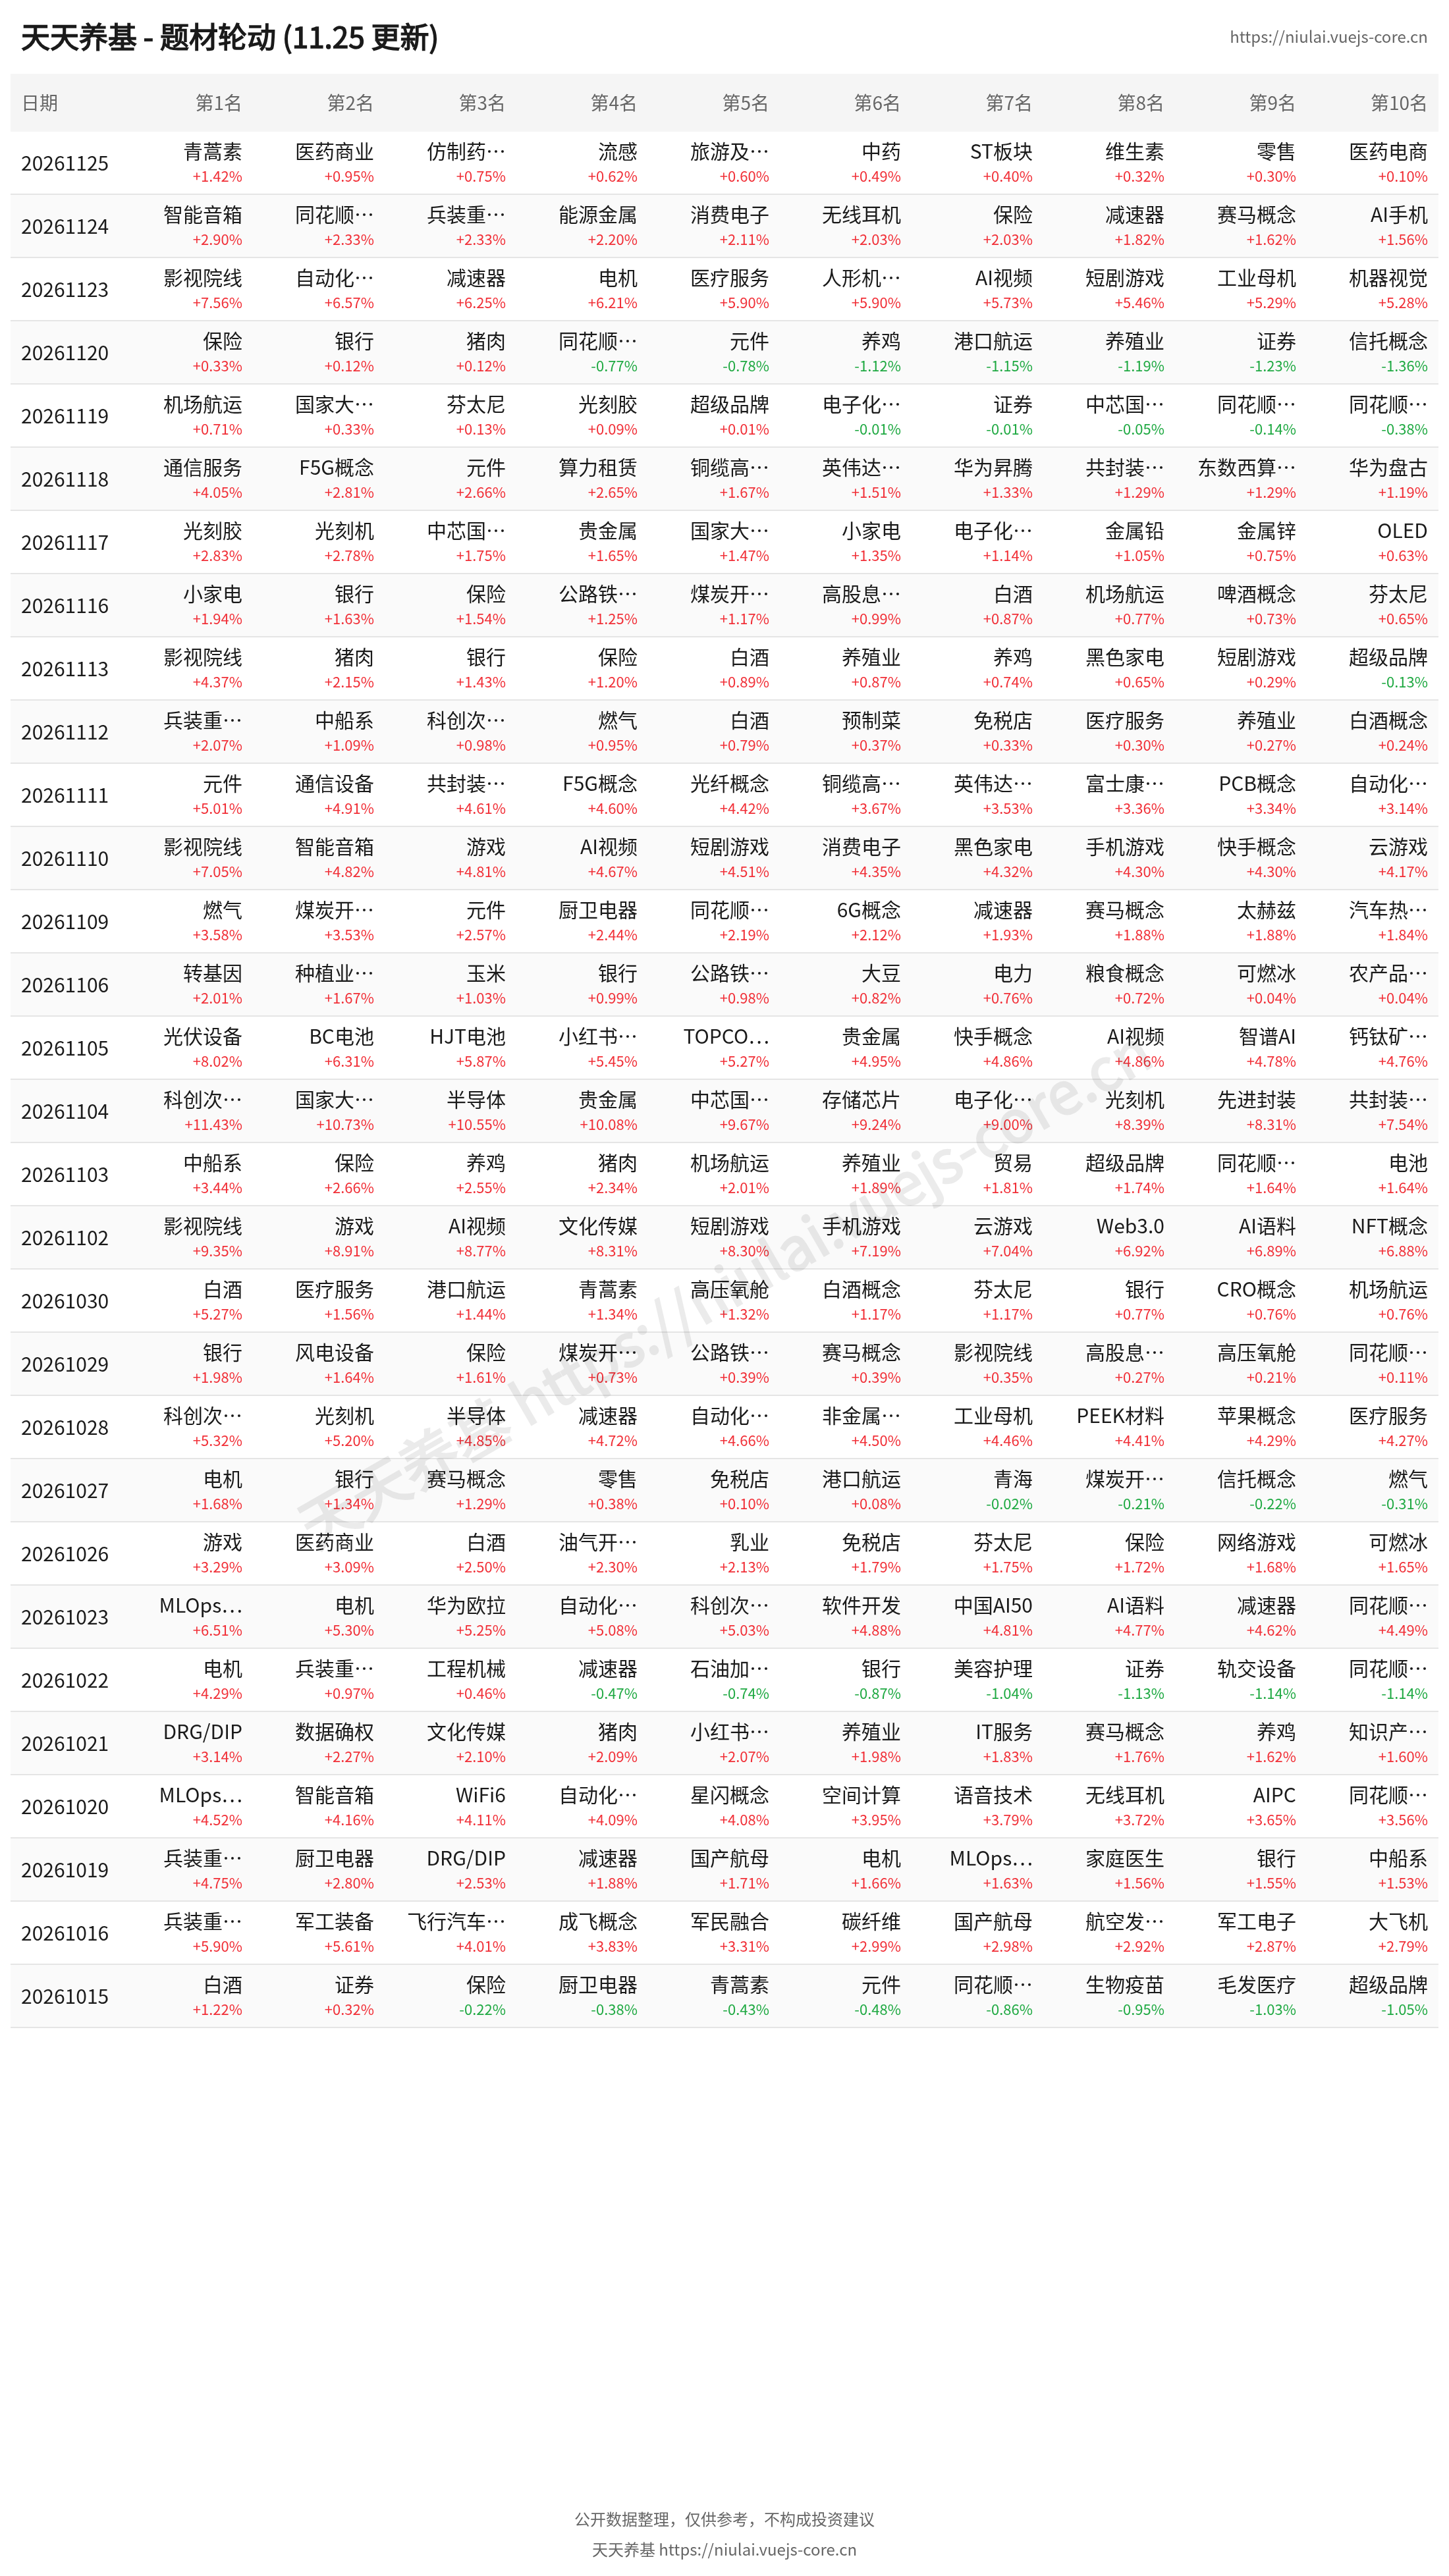 天天养基 - 题材轮动 (11.25 更新)
https://niulai.vuejs-core.cn
日期 第1名 第2名 第3名 第4名 第5名 第6名 第7名 第8名 第9名 第10名
20261125 青蒿素 医药商业 仿制药… 流感 旅游及… 中药 ST板块 维生素 零售 医药电商
+1.42% +0.95% +0.75% +0.62% +0.60% +0.49% +0.40% +0.32% +0.30% +0.10%
20261124 智能音箱 同花顺… 兵装重… 能源金属 消费电子 无线耳机 保险 减速器 赛马概念 AI手机
+2.90% +2.33% +2.33% +2.20% +2.11% +2.03% +2.03% +1.82% +1.62% +1.56%
20261123 影视院线 自动化… 减速器 电机 医疗服务 人形机… AI视频 短剧游戏 工业母机 机器视觉
+7.56% +6.57% +6.25% +6.21% +5.90% +5.90% +5.73% +5.46% +5.29% +5.28%
20261120 保险 银行 猪肉 同花顺… 元件 养鸡 港口航运 养殖业 证券 信托概念
+0.33% +0.12% +0.12% -0.77% -0.78% -1.12% -1.15% -1.19% -1.23% -1.36%
20261119 机场航运 国家大… 芬太尼 光刻胶 超级品牌 电子化… 证券 中芯国… 同花顺… 同花顺…
+0.71% +0.33% +0.13% +0.09% +0.01% -0.01% -0.01% -0.05% -0.14% -0.38%
20261118 通信服务 F5G概念 元件 算力租赁 铜缆高… 英伟达… 华为昇腾 共封装… 东数西算… 华为盘古
+4.05% +2.81% +2.66% +2.65% +1.67% +1.51% +1.33% +1.29% +1.29% +1.19%
20261117 光刻胶 光刻机 中芯国… 贵金属 国家大… 小家电 电子化… 金属铅 金属锌 OLED
+2.83% +2.78% +1.75% +1.65% +1.47% +1.35% +1.14% +1.05% +0.75% +0.63%
20261116 小家电 银行 保险 公路铁… 煤炭开… 高股息… 白酒 机场航运 啤酒概念 芬太尼
+1.94% +1.63% +1.54% +1.25% +1.17% +0.99% +0.87% +0.77% +0.73% +0.65%
20261113 影视院线 猪肉 银行 保险 白酒 养殖业 养鸡 黑色家电 短剧游戏 超级品牌
+4.37% +2.15% +1.43% +1.20% +0.89% +0.87% +0.74% +0.65% +0.29% -0.13%
20261112 兵装重… 中船系 科创次… 燃气 白酒 预制菜 免税店 医疗服务 养殖业 白酒概念
+2.07% +1.09% +0.98% +0.95% +0.79% +0.37% +0.33% +0.30% +0.27% +0.24%
20261111 元件 通信设备 共封装… F5G概念 光纤概念 铜缆高… 英伟达… 富士康… PCB概念 自动化…
+5.01% +4.91% +4.61% +4.60% +4.42% +3.67% +3.53% +3.36% +3.34% +3.14%
20261110 影视院线 智能音箱 游戏 AI视频 短剧游戏 消费电子 黑色家电 手机游戏 快手概念 云游戏
+7.05% +4.82% +4.81% +4.67% +4.51% +4.35% +4.32% +4.30% +4.30% +4.17%
20261109 燃气 煤炭开… 元件 厨卫电器 同花顺… 6G概念 减速器 赛马概念 太赫兹 汽车热…
+3.58% +3.53% +2.57% +2.44% +2.19% +2.12% +1.93% +1.88% +1.88% +1.84%
20261106 转基因 种植业… 玉米 银行 公路铁… 大豆 电力 粮食概念 可燃冰 农产品…
+2.01% +1.67% +1.03% +0.99% +0.98% +0.82% +0.76% +0.72% +0.04% +0.04%
20261105 光伏设备 BC电池 HJT电池 小红书… TOPCO… 贵金属 快手概念 AI视频 智谱AI 钙钛矿…
+8.02% +6.31% +5.87% +5.45% +5.27% +4.95% +4.86% +4.86% +4.78% +4.76%
20261104 科创次… 国家大… 半导体 贵金属 中芯国… 存储芯片 电子化… 光刻机 先进封装 共封装…
+11.43% +10.73% +10.55% +10.08% +9.67% +9.24% +9.00% +8.39% +8.31% +7.54%
20261103 中船系 保险 养鸡 猪肉 机场航运 养殖业 贸易 超级品牌 同花顺… 电池
+3.44% +2.66% +2.55% +2.34% +2.01% +1.89% +1.81% +1.74% +1.64% +1.64%
20261102 影视院线 游戏 AI视频 文化传媒 短剧游戏 手机游戏 云游戏 Web3.0 AI语料 NFT概念
+9.35% +8.91% +8.77% +8.31% +8.30% +7.19% +7.04% +6.92% +6.89% +6.88%
20261030 白酒 医疗服务 港口航运 青蒿素 高压氧舱 白酒概念 芬太尼 银行 CRO概念 机场航运
+5.27% +1.56% +1.44% +1.34% +1.32% +1.17% +1.17% +0.77% +0.76% +0.76%
20261029 银行 风电设备 保险 煤炭开… 公路铁… 赛马概念 影视院线 高股息… 高压氧舱 同花顺…
+1.98% +1.64% +1.61% +0.73% +0.39% +0.39% +0.35% +0.27% +0.21% +0.11%
20261028 科创次… 光刻机 半导体 减速器 自动化… 非金属… 工业母机 PEEK材料 苹果概念 医疗服务
+5.32% +5.20% +4.85% +4.72% +4.66% +4.50% +4.46% +4.41% +4.29% +4.27%
20261027 电机 银行 赛马概念 零售 免税店 港口航运 青海 煤炭开… 信托概念 燃气
+1.68% +1.34% +1.29% +0.38% +0.10% +0.08% -0.02% -0.21% -0.22% -0.31%
20261026 游戏 医药商业 白酒 油气开… 乳业 免税店 芬太尼 保险 网络游戏 可燃冰
+3.29% +3.09% +2.50% +2.30% +2.13% +1.79% +1.75% +1.72% +1.68% +1.65%
20261023 MLOps… 电机 华为欧拉 自动化… 科创次… 软件开发 中国AI50 AI语料 减速器 同花顺…
+6.51% +5.30% +5.25% +5.08% +5.03% +4.88% +4.81% +4.77% +4.62% +4.49%
20261022 电机 兵装重… 工程机械 减速器 石油加… 银行 美容护理 证券 轨交设备 同花顺…
+4.29% +0.97% +0.46% -0.47% -0.74% -0.87% -1.04% -1.13% -1.14% -1.14%
20261021 DRG/DIP 数据确权 文化传媒 猪肉 小红书… 养殖业 IT服务 赛马概念 养鸡 知识产…
+3.14% +2.27% +2.10% +2.09% +2.07% +1.98% +1.83% +1.76% +1.62% +1.60%
20261020 MLOps… 智能音箱 WiFi6 自动化… 星闪概念 空间计算 语音技术 无线耳机 AIPC 同花顺…
+4.52% +4.16% +4.11% +4.09% +4.08% +3.95% +3.79% +3.72% +3.65% +3.56%
20261019 兵装重… 厨卫电器 DRG/DIP 减速器 国产航母 电机 MLOps… 家庭医生 银行 中船系
+4.75% +2.80% +2.53% +1.88% +1.71% +1.66% +1.63% +1.56% +1.55% +1.53%
20261016 兵装重… 军工装备 飞行汽车… 成飞概念 军民融合 碳纤维 国产航母 航空发… 军工电子 大飞机
+5.90% +5.61% +4.01% +3.83% +3.31% +2.99% +2.98% +2.92% +2.87% +2.79%
20261015 白酒 证券 保险 厨卫电器 青蒿素 元件 同花顺… 生物疫苗 毛发医疗 超级品牌
+1.22% +0.32% -0.22% -0.38% -0.43% -0.48% -0.86% -0.95% -1.03% -1.05%
天天养基 https://niulai.vuejs-core.cn
公开数据整理，仅供参考，不构成投资建议
天天养基 https://niulai.vuejs-core.cn